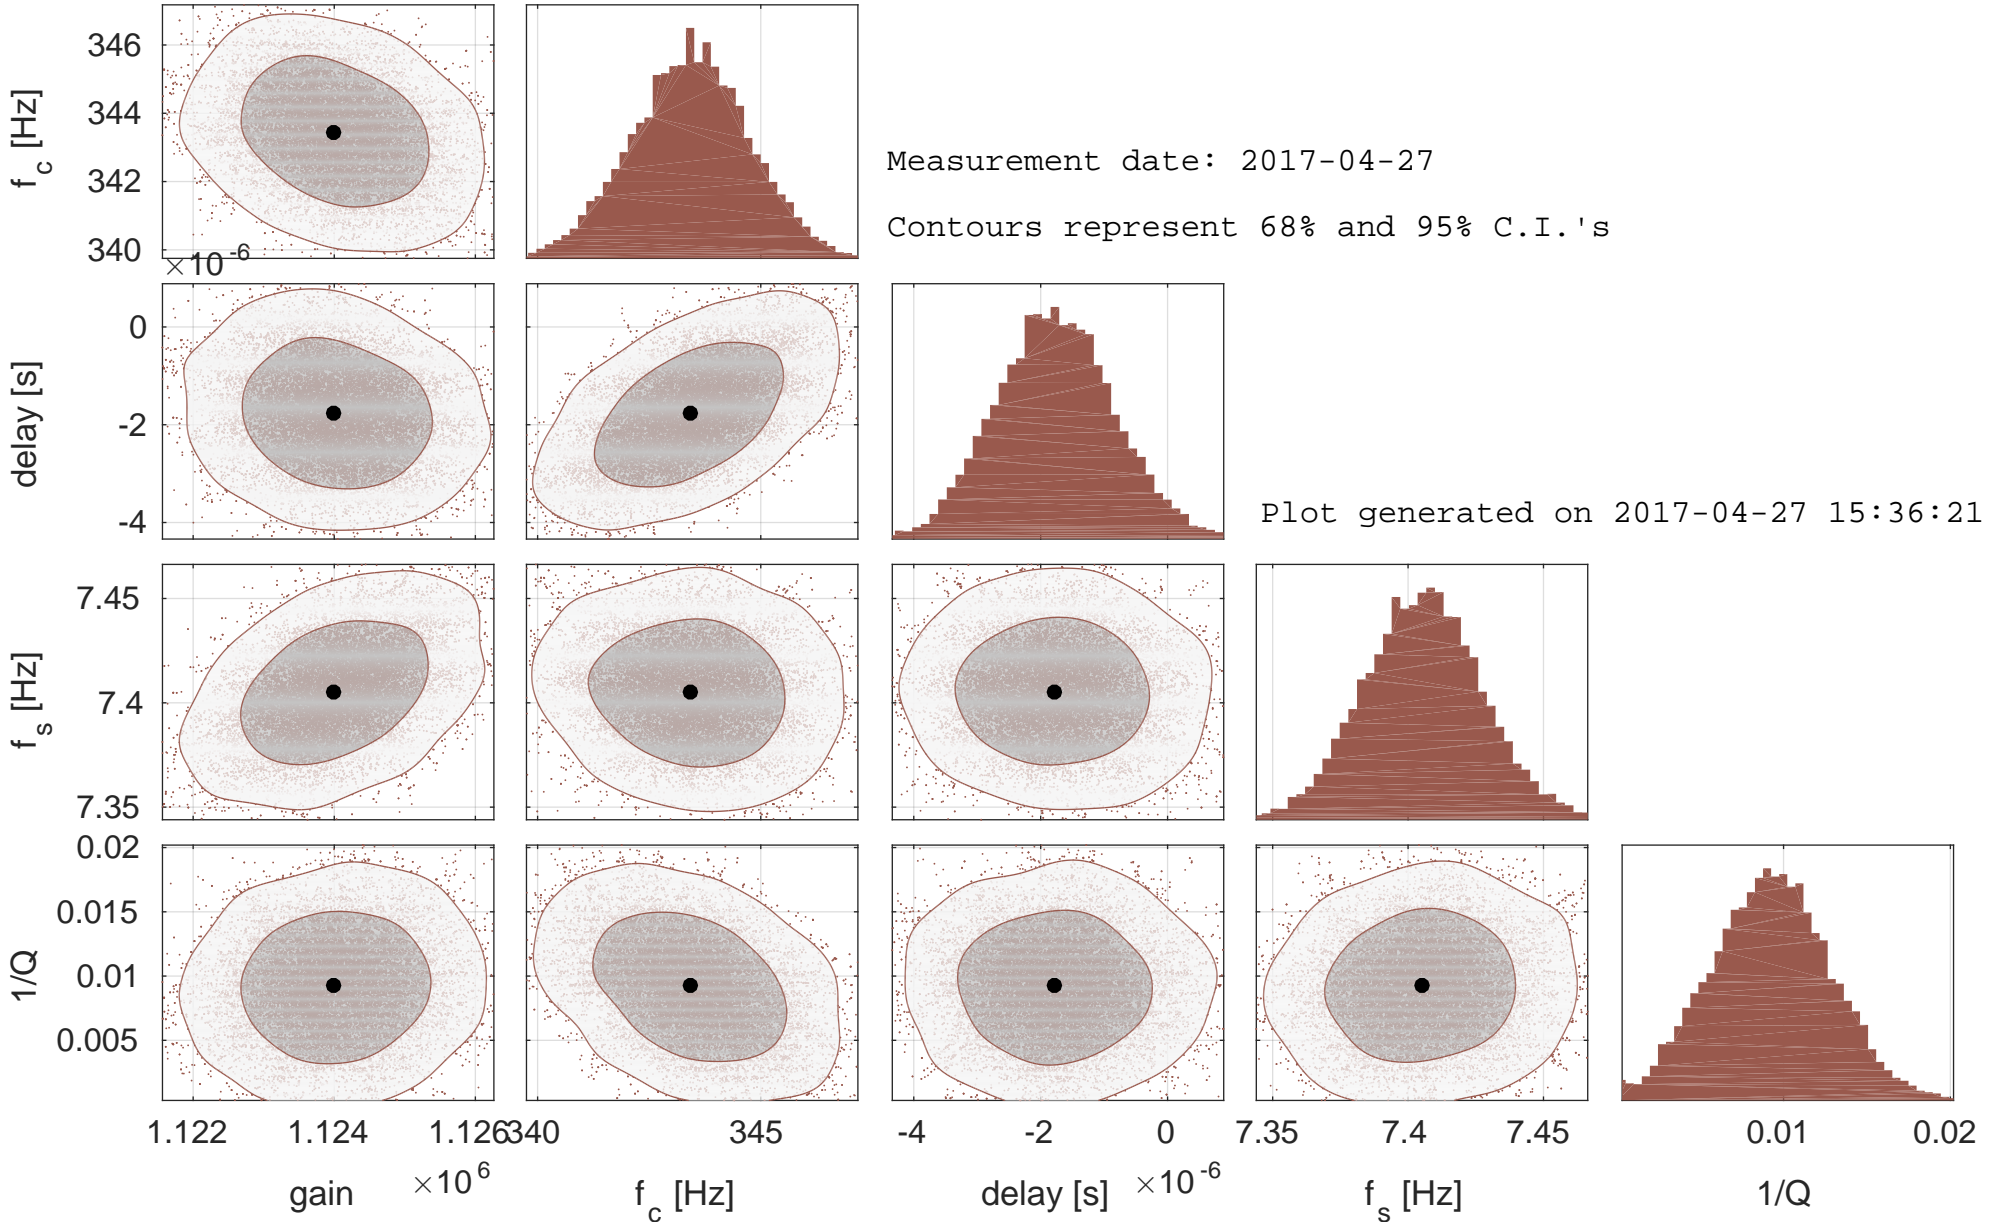 346
344
342
340
f_c [Hz]
×10^-6
Measurement date: 2017-04-27
Contours represent 68% and 95% C.I.'s
0
-2
-4
delay [s]
Plot generated on 2017-04-27 15:36:21
7.45
7.4
7.35
f_s [Hz]
0.02
0.015
0.01
0.005
1/Q
1.122 1.124 1.126 340 345 -4 -2 0 7.35 7.4 7.45 0.01 0.02
gain ×10^6 f_c [Hz] delay [s] ×10^-6 f_s [Hz] 1/Q